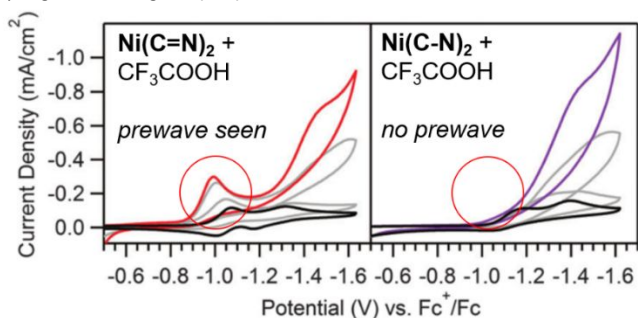 Ni(C=N)₂ +
CF₃COOH
prewave seen
Ni(C-N)₂ +
CF₃COOH
no prewave
Current Density (mA/cm²)
-1.0
-0.8
-0.6
-0.4
-0.2
0.0
-0.6 -0.8 -1.0 -1.2 -1.4 -1.6
-0.6 -0.8 -1.0 -1.2 -1.4 -1.6
Potential (V) vs. Fc⁺/Fc